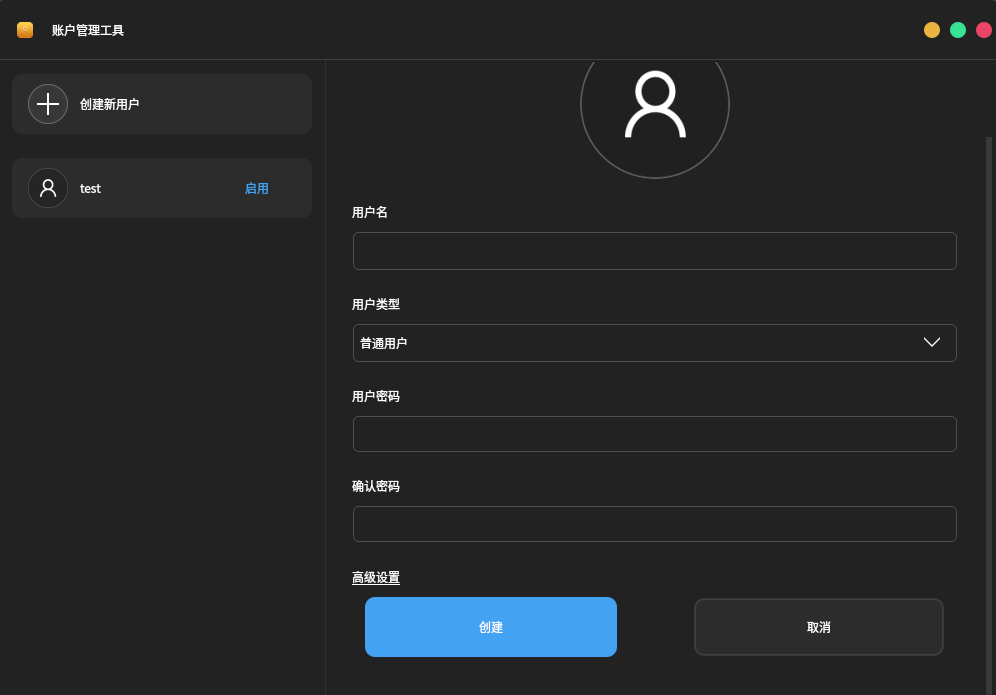 账户管理工具
创建新用户
test 启用
用户名
用户类型
普通用户
用户密码
确认密码
高级设置
创建 取消